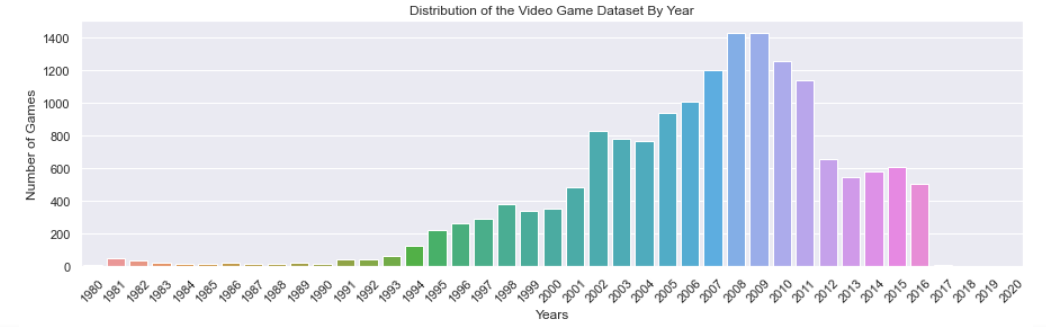 Distribution of the Video Game Dataset By Year
1400
1200
1000
800
600
400
200
0
Number of Games
1980 1981 1982 1983 1984 1985 1986 1987 1988 1989 1990 1991 1992 1993 1994 1995 1996 1997 1998 1999 2000 2001 2002 2003 2004 2005 2006 2007 2008 2009 2010 2011 2012 2013 2014 2015 2016 2017 2018 2019 2020
Years